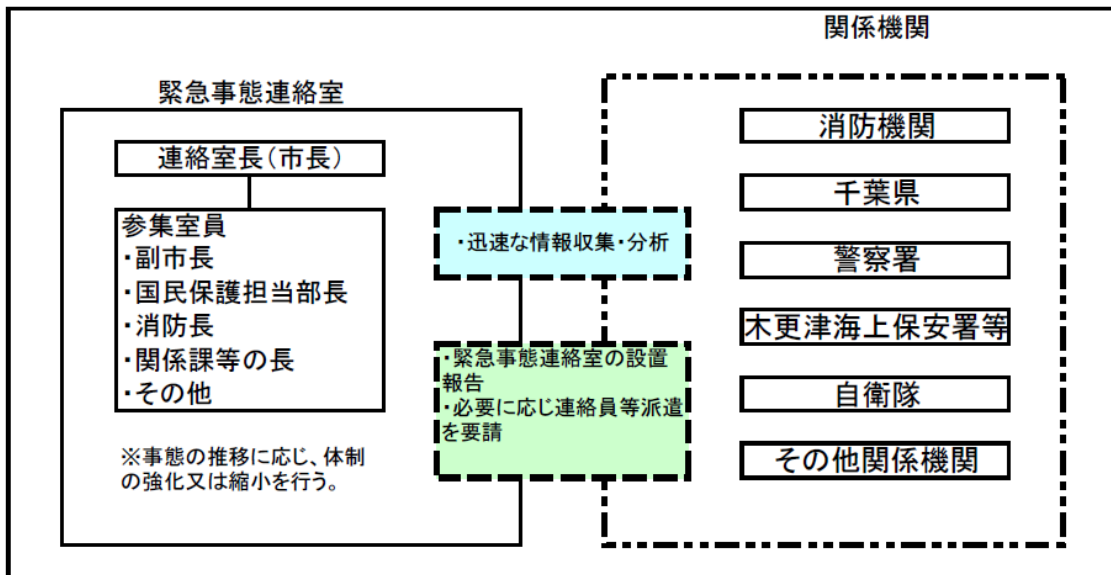 関係機関
緊急事態連絡室
連絡室長(市長)
参集室員
・副市長
・国民保護担当部長
・消防長
・関係課等の長
・その他
※事態の推移に応じ、体制
の強化又は縮小を行う。
・迅速な情報収集・分析
・緊急事態連絡室の設置
報告
・必要に応じ連絡員等派遣
を要請
消防機関
千葉県
警察署
木更津海上保安署等
自衛隊
その他関係機関